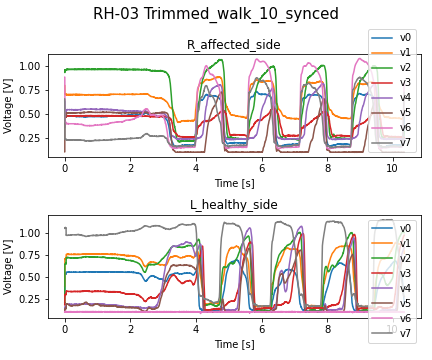 RH-03 Trimmed_walk_10_synced
R_affected_side
Voltage [V]
1.00
0.75
0.50
0.25
0 2 4 6 8 10
Time [s]
v0
v1
v2
v3
v4
v5
v6
v7
L_healthy_side
Voltage [V]
1.00
0.75
0.50
0.25
0 2 4 6 8 10
Time [s]
v0
v1
v2
v3
v4
v5
v6
v7